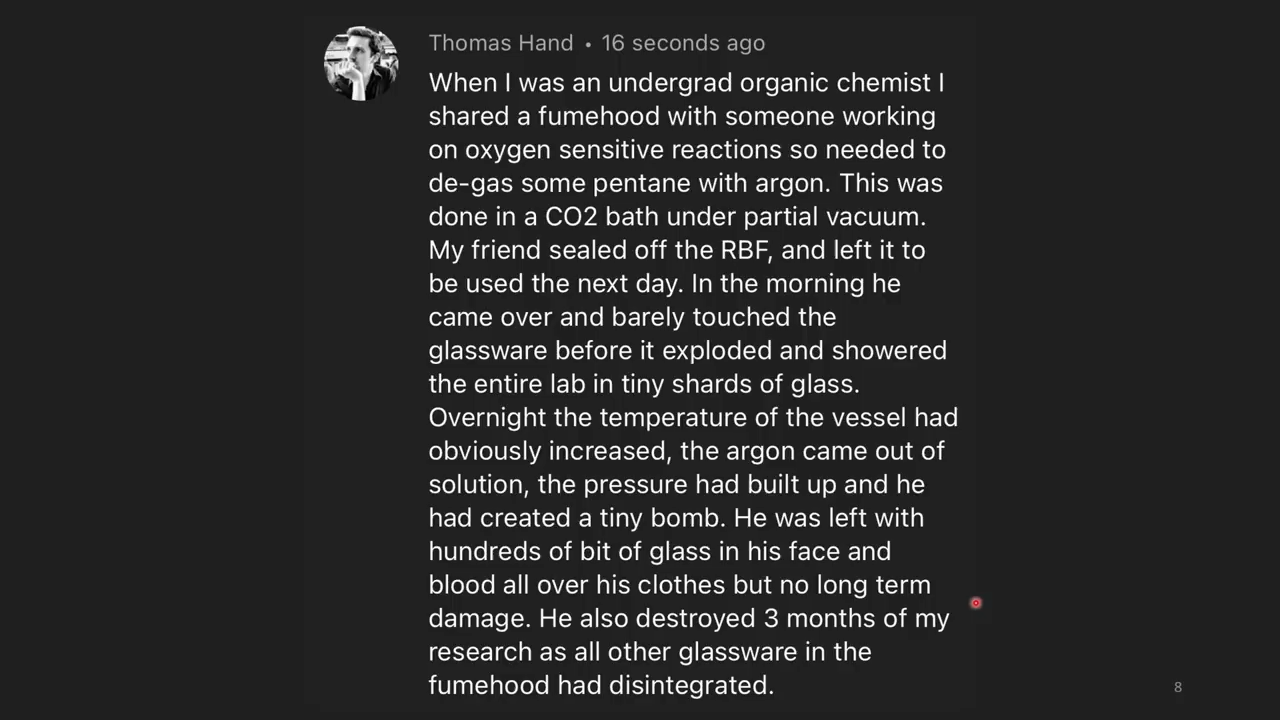 Thomas Hand • 16 seconds ago
When I was an undergrad organic chemist I
shared a fumehood with someone working
on oxygen sensitive reactions so needed to
de-gas some pentane with argon. This was
done in a CO2 bath under partial vacuum.
My friend sealed off the RBF, and left it to
be used the next day. In the morning he
came over and barely touched the
glassware before it exploded and showered
the entire lab in tiny shards of glass.
Overnight the temperature of the vessel had
obviously increased, the argon came out of
solution, the pressure had built up and he
had created a tiny bomb. He was left with
hundreds of bit of glass in his face and
blood all over his clothes but no long term
damage. He also destroyed 3 months of my
research as all other glassware in the
fumehood had disintegrated.
8